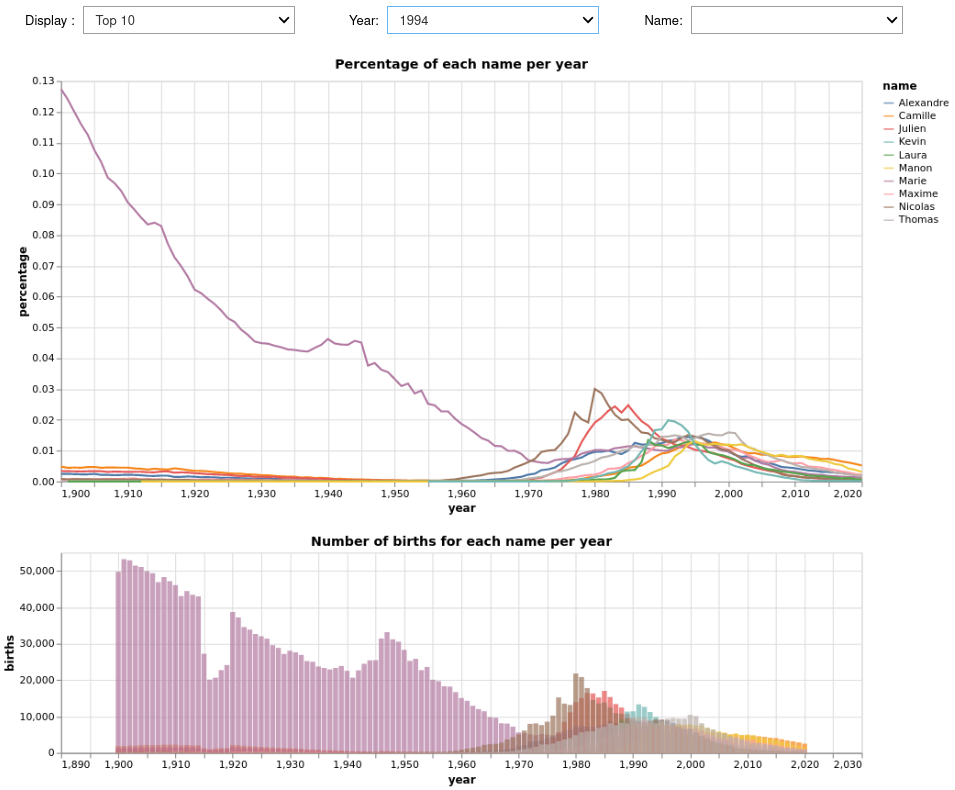 Display : Top 10 Year: 1994 Name:
Percentage of each name per year
0.13
0.12
0.11
0.10
0.09
0.08
0.07
0.06
0.05
0.04
0.03
0.02
0.01
0.00
percentage
1,900 1,910 1,920 1,930 1,940 1,950 1,960 1,970 1,980 1,990 2,000 2,010 2,020
year
name
Alexandre
Camille
Julien
Kevin
Laura
Manon
Marie
Maxime
Nicolas
Thomas
Number of births for each name per year
50,000
40,000
30,000
20,000
10,000
0
births
1,890 1,900 1,910 1,920 1,930 1,940 1,950 1,960 1,970 1,980 1,990 2,000 2,010 2,020 2,030
year